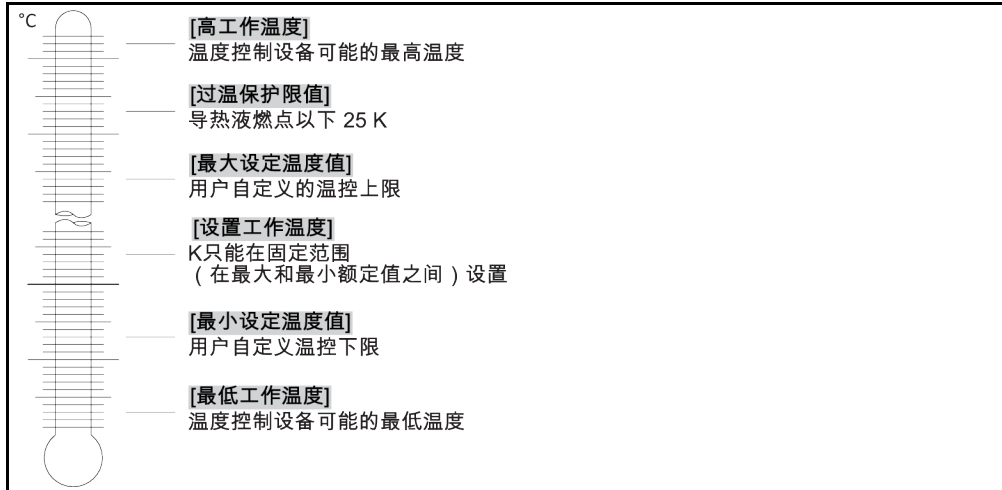 °C
[高工作温度]
温度控制设备可能的最高温度
[过温保护限值]
导热液燃点以下 25 K
[最大设定温度值]
用户自定义的温控上限
[设置工作温度]
K只能在固定范围
（在最大和最小额定值之间）设置
[最小设定温度值]
用户自定义温控下限
[最低工作温度]
温度控制设备可能的最低温度